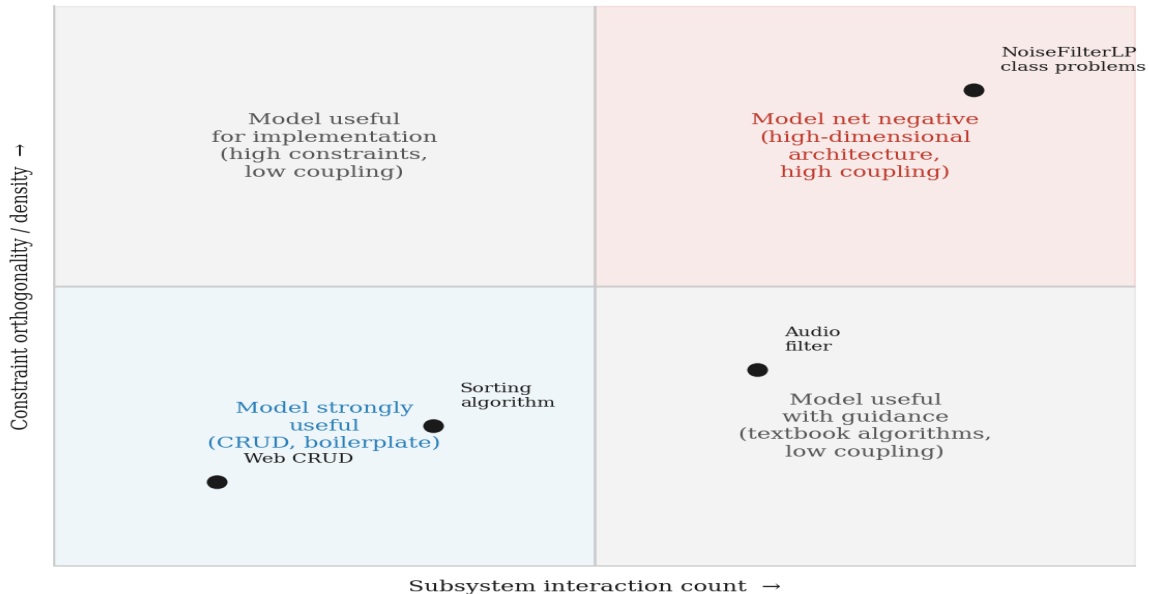 NoiseFilterLP
class problems
Model useful
for implementation
(high constraints,
low coupling)
Model net negative
(high-dimensional
architecture,
high coupling)
Constraint orthogonality / density →
Audio
filter
Sorting
algorithm
Model strongly
useful
(CRUD, boilerplate)
Web CRUD
Model useful
with guidance
(textbook algorithms,
low coupling)
Subsystem interaction count →